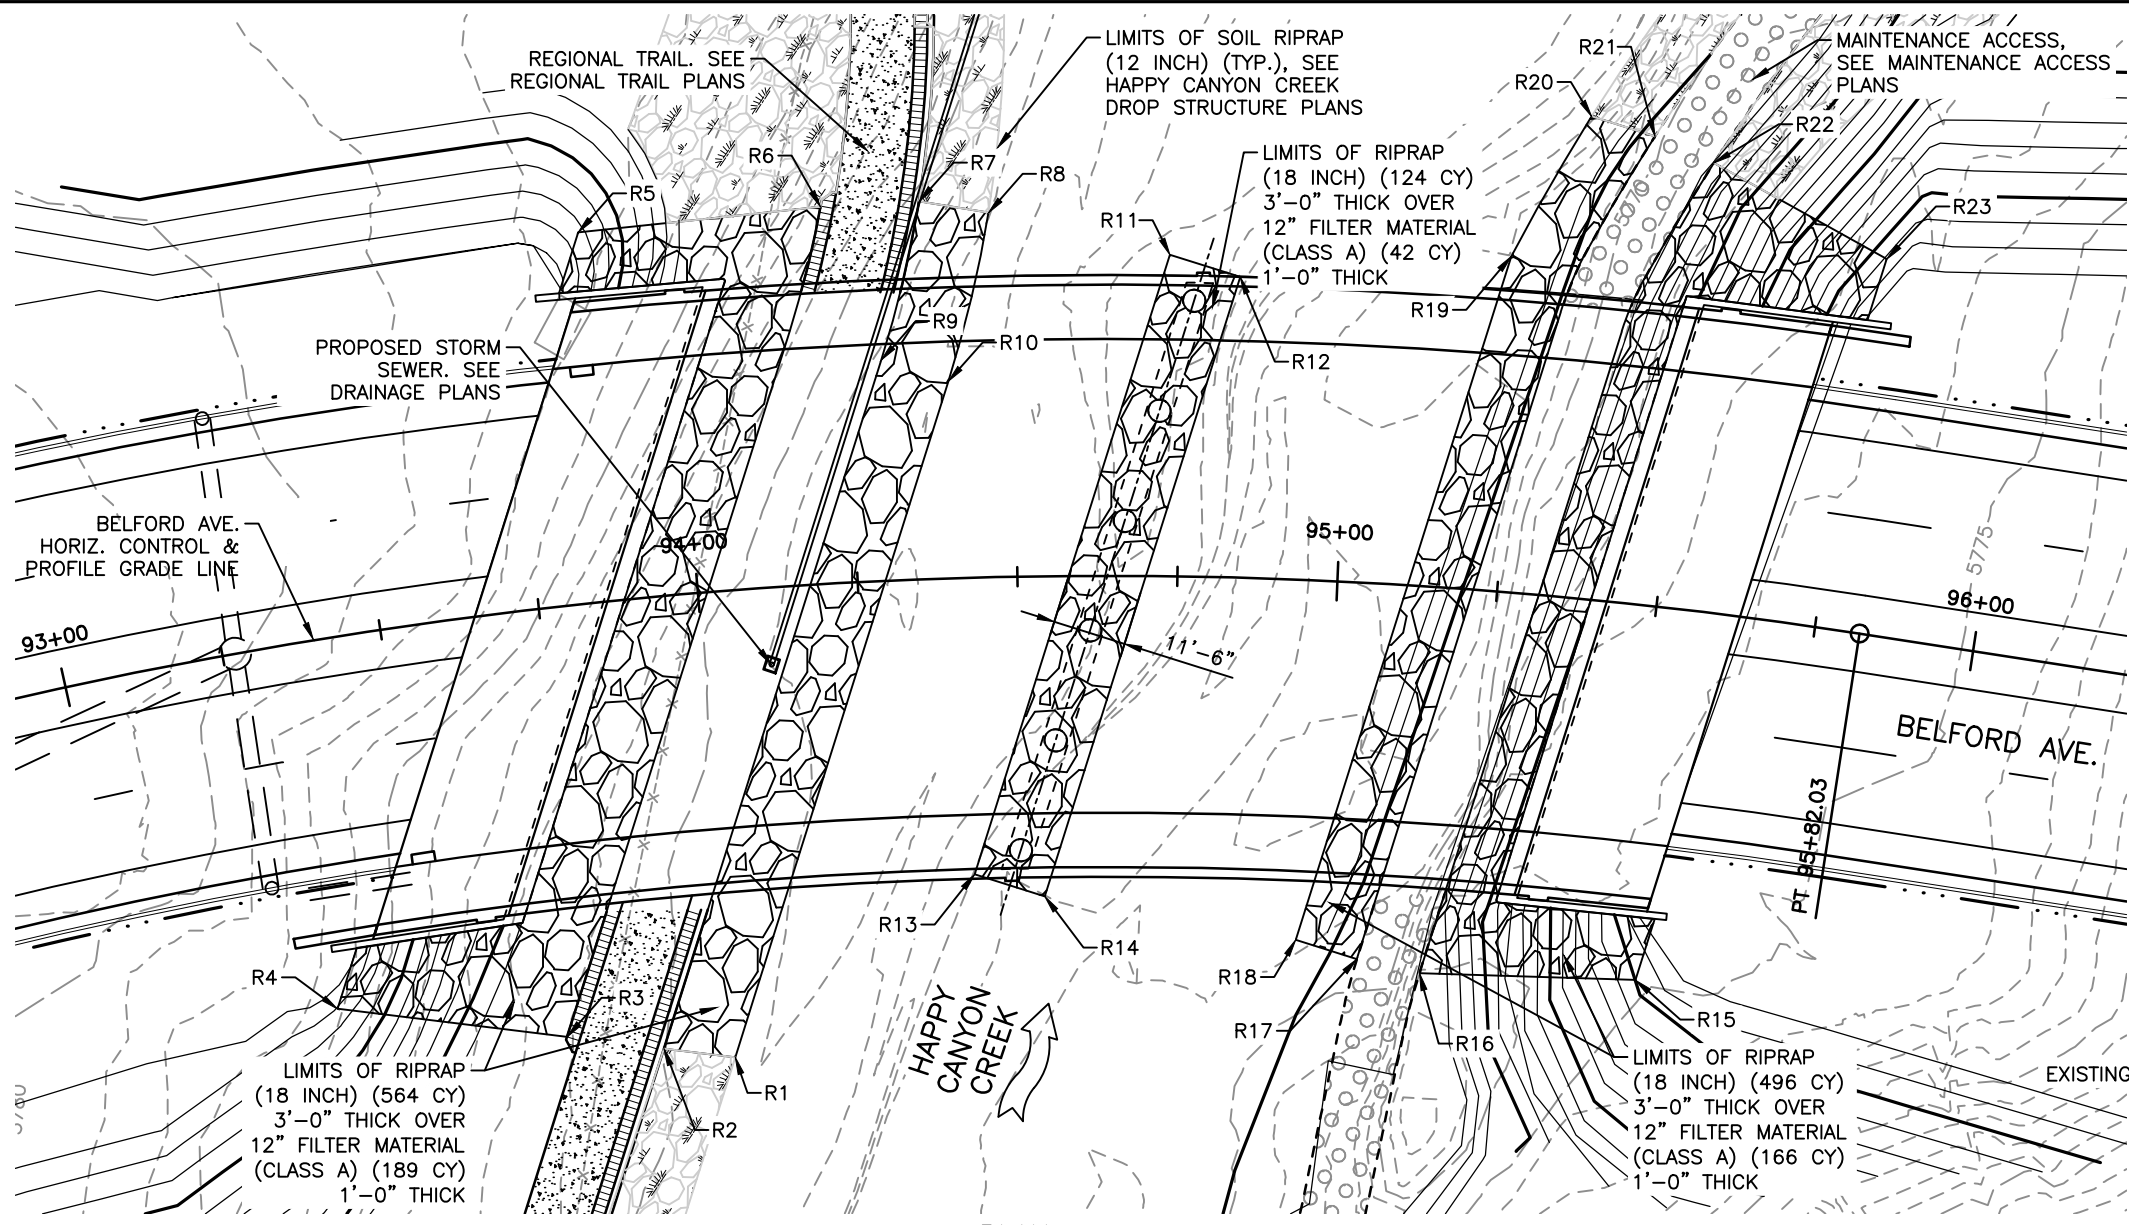 REGIONAL TRAIL. SEE
REGIONAL TRAIL PLANS
LIMITS OF SOIL RIPRAP
(12 INCH) (TYP.), SEE
HAPPY CANYON CREEK
DROP STRUCTURE PLANS
R21
R20
MAINTENANCE ACCESS,
SEE MAINTENANCE ACCESS
PLANS
R22
R6
R7
R8
R5
LIMITS OF RIPRAP
(18 INCH) (124 CY)
3'-0" THICK OVER
12" FILTER MATERIAL
(CLASS A) (42 CY)
1'-0" THICK
R11
5770
R23
R19
R9
R10
R12
PROPOSED STORM
SEWER. SEE
DRAINAGE PLANS
BELFORD AVE.
HORIZ. CONTROL &
PROFILE GRADE LINE
94+00
95+00
5775
93+00
96+00
11'-6"
BELFORD AVE.
PT 95+82.03
R13
R14
R18
R4
R3
R17
R16
R15
HAPPY
CANYON
CREEK
LIMITS OF RIPRAP
(18 INCH) (564 CY)
3'-0" THICK OVER
12" FILTER MATERIAL
(CLASS A) (189 CY)
1'-0" THICK
R1
R2
LIMITS OF RIPRAP
(18 INCH) (496 CY)
3'-0" THICK OVER
12" FILTER MATERIAL
(CLASS A) (166 CY)
1'-0" THICK
EXISTING